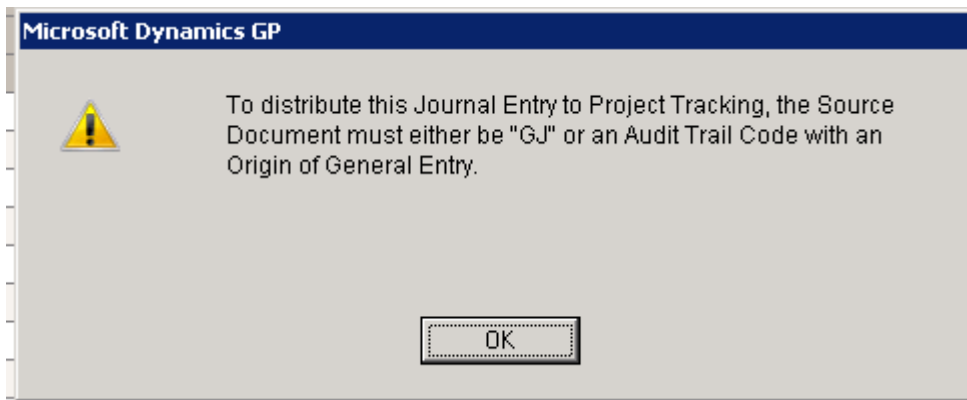 Microsoft Dynamics GP
To distribute this Journal Entry to Project Tracking, the Source
Document must either be "GJ" or an Audit Trail Code with an
Origin of General Entry.
OK